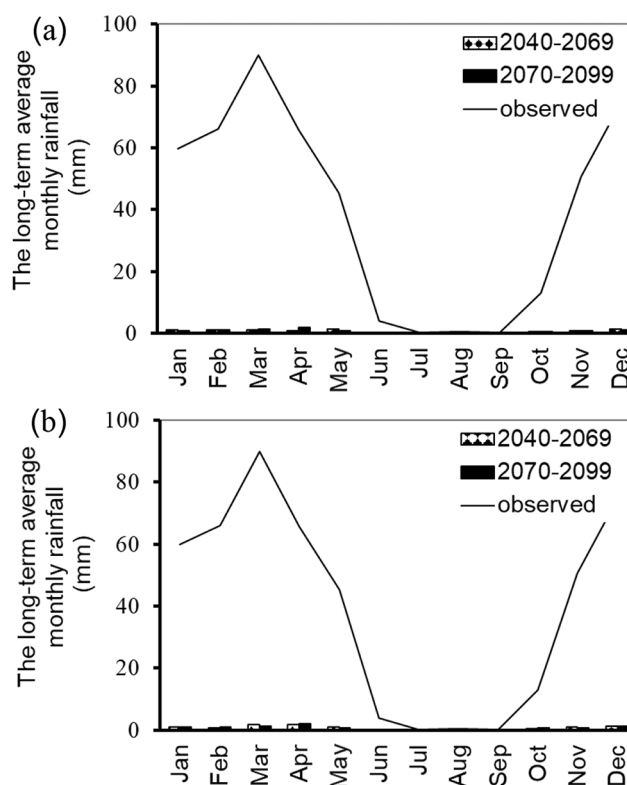 (a)
The long-term average
monthly rainfall
(mm)
100
80
60
40
20
0
2040-2069
2070-2099
observed
Jan
Feb
Mar
Apr
May
Jun
Jul
Aug
Sep
Oct
Nov
Dec
(b)
The long-term average
monthly rainfall
(mm)
100
80
60
40
20
0
2040-2069
2070-2099
observed
Jan
Feb
Mar
Apr
May
Jun
Jul
Aug
Sep
Oct
Nov
Dec